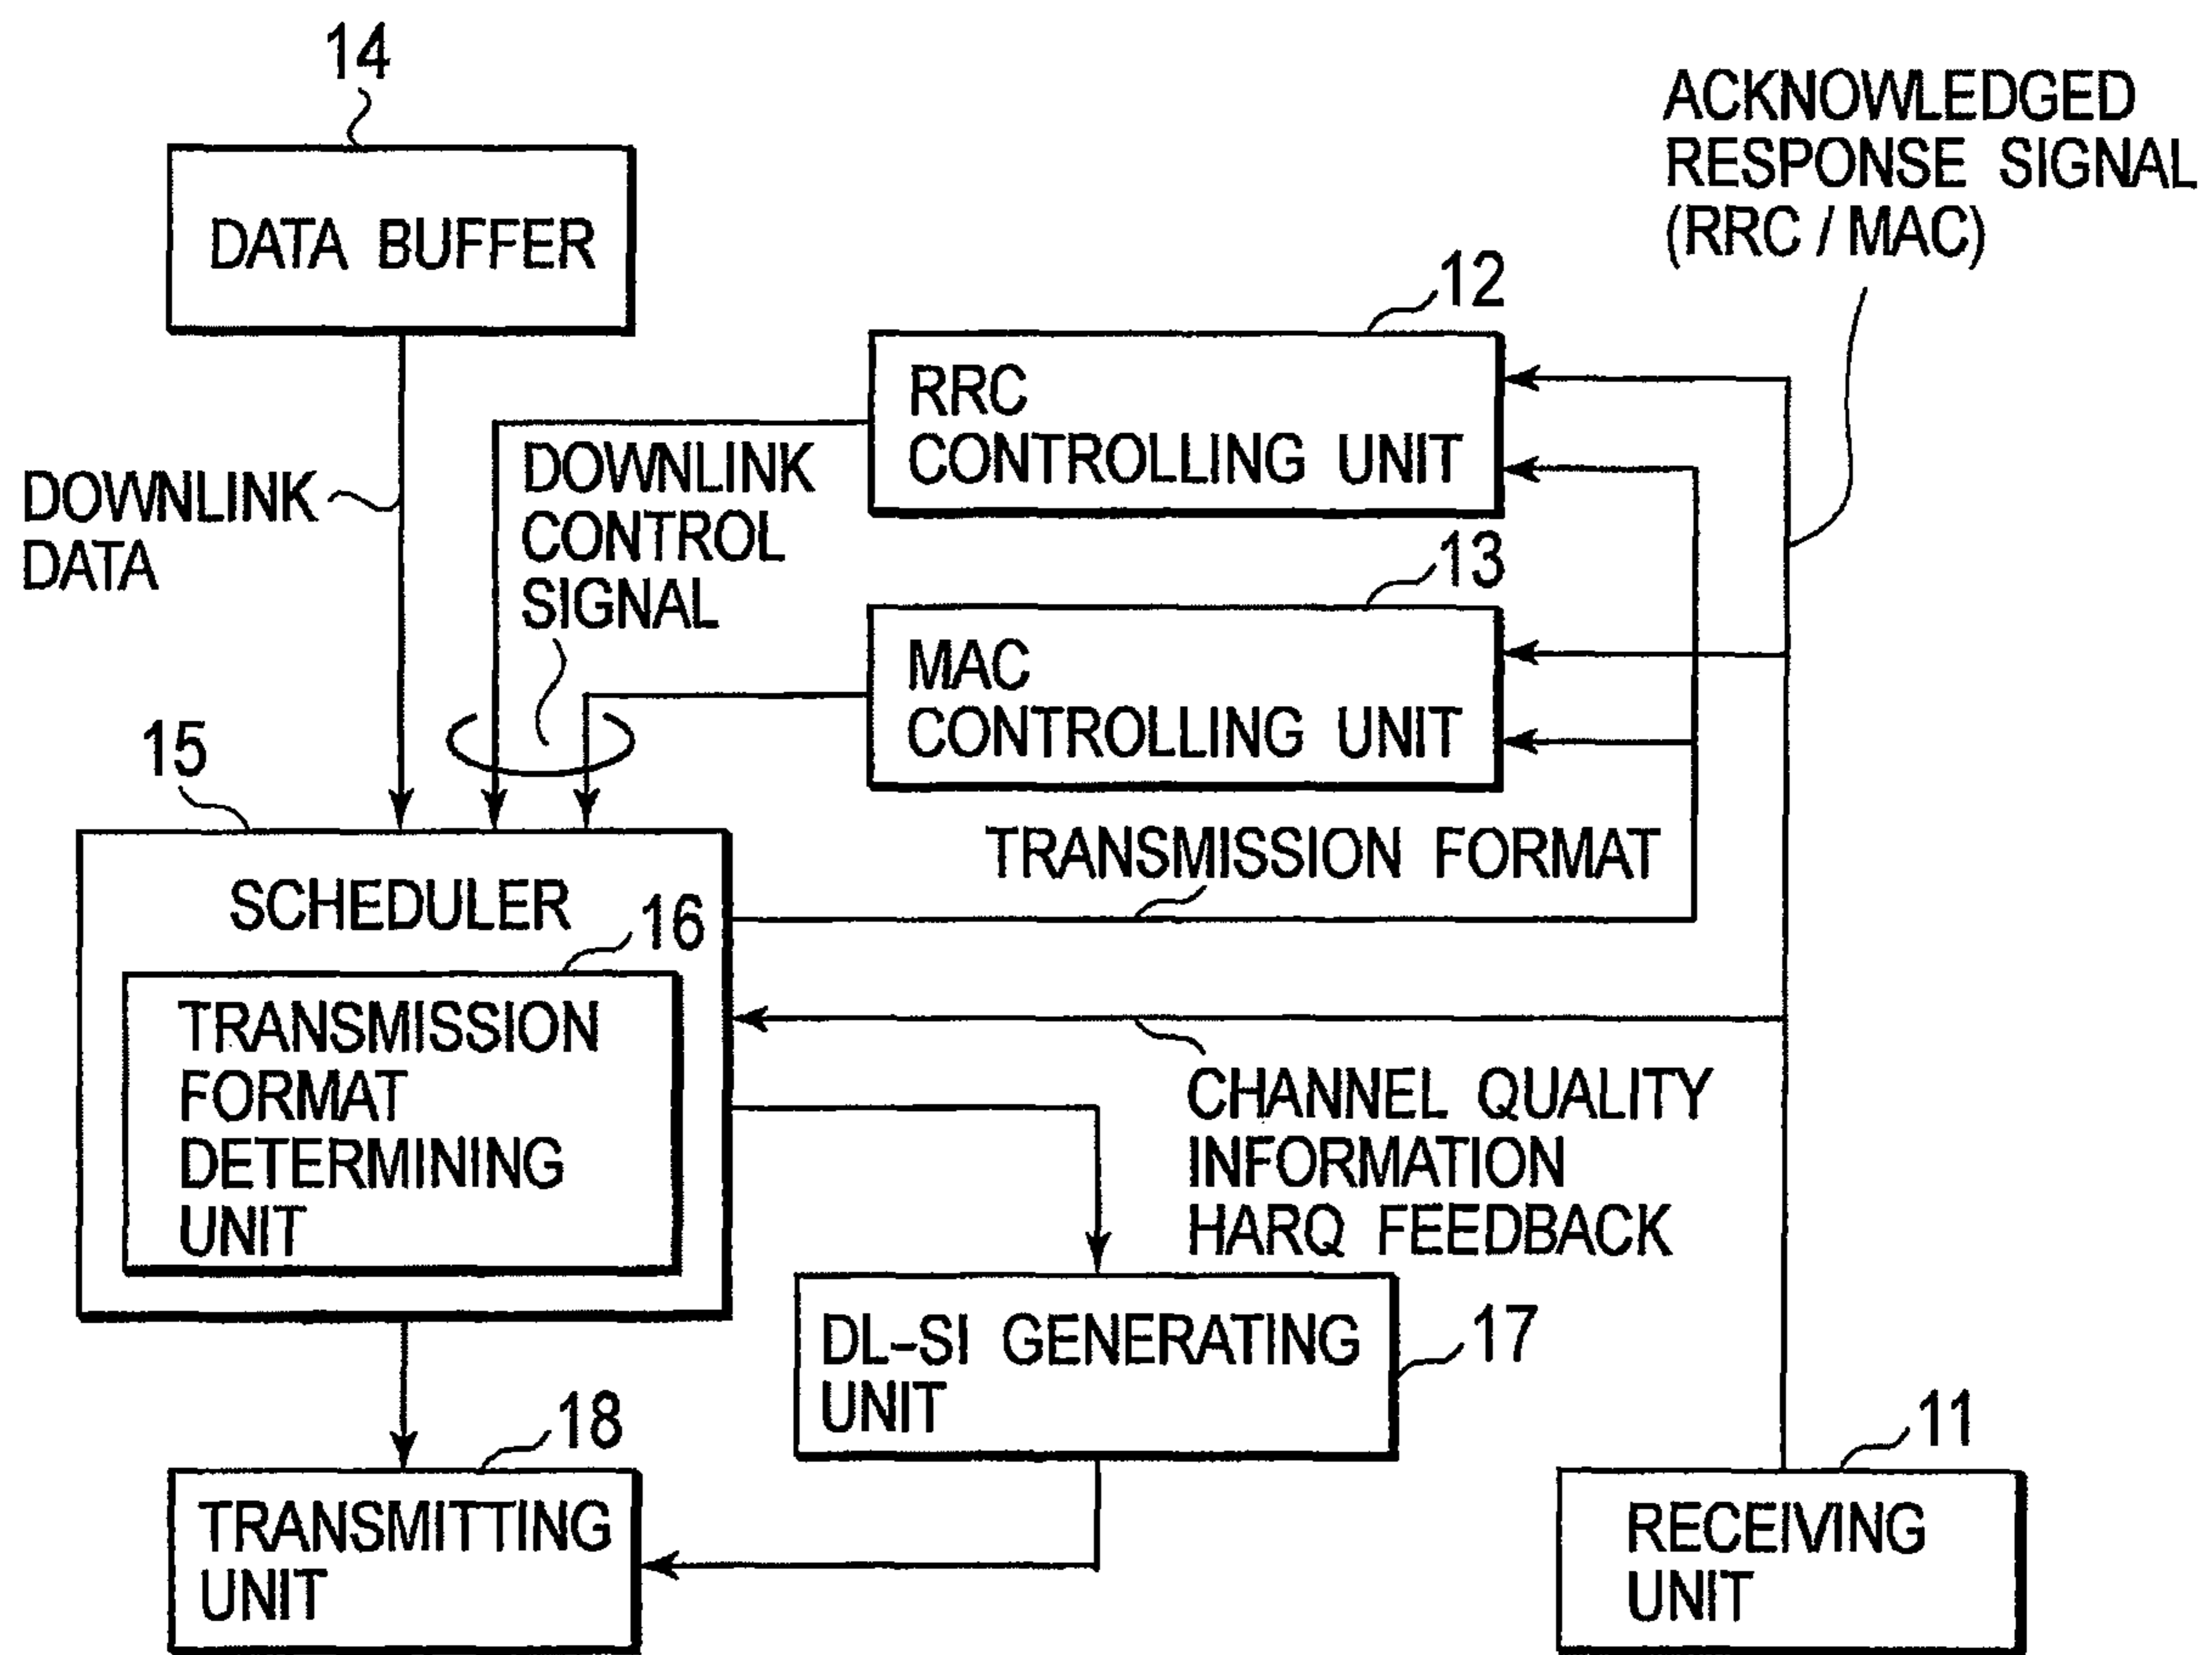 14
DATA BUFFER
ACKNOWLEDGED
RESPONSE SIGNAL
(RRC / MAC)
12
RRC
CONTROLLING UNIT
DOWNLINK
DATA
DOWNLINK
CONTROL
SIGNAL
13
MAC
CONTROLLING UNIT
15
SCHEDULER
TRANSMISSION FORMAT
16
TRANSMISSION
FORMAT
DETERMINING
UNIT
CHANNEL QUALITY
INFORMATION
HARQ FEEDBACK
DL-SI GENERATING
UNIT
17
18
TRANSMITTING
UNIT
11
RECEIVING
UNIT